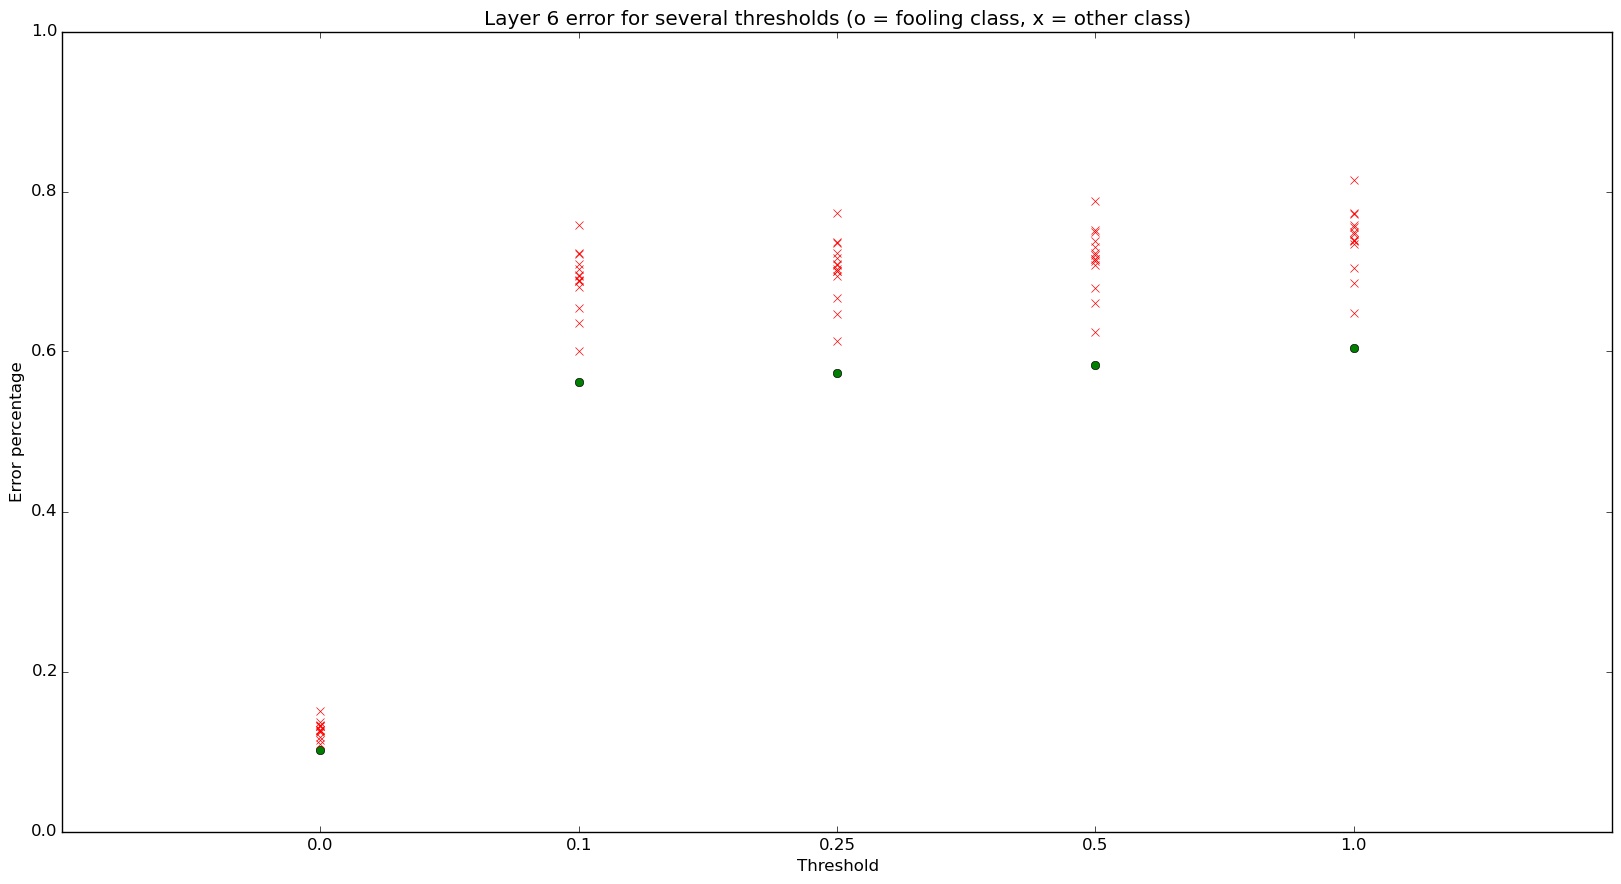 Layer 6 error for several thresholds (o = fooling class, x = other class)
1.0
0.8
0.6
0.4
0.2
0.0
Error percentage
0.0 0.1 0.25 0.5 1.0
Threshold